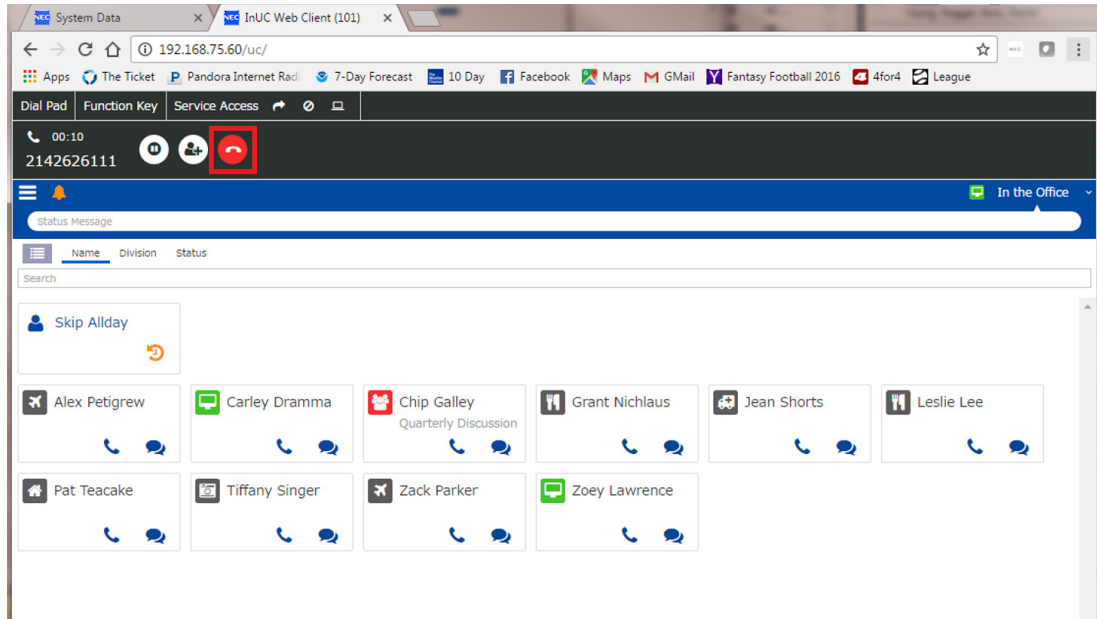 NEC System Data NEC InUC Web Client (101)
192.168.75.60/uc/
Apps The Ticket P Pandora Internet Radi 7-Day Forecast 10 Day Facebook Maps GMail Fantasy Football 2016 4for4 League
Dial Pad Function Key Service Access
00:10
2142626111
In the Office
Status Message
Name Division Status
Search
Skip Allday
Alex Petigrew Carley Dramma Chip Galley Grant Nichlaus Jean Shorts Leslie Lee
Quarterly Discussion
Pat Teacake Tiffany Singer Zack Parker Zoey Lawrence